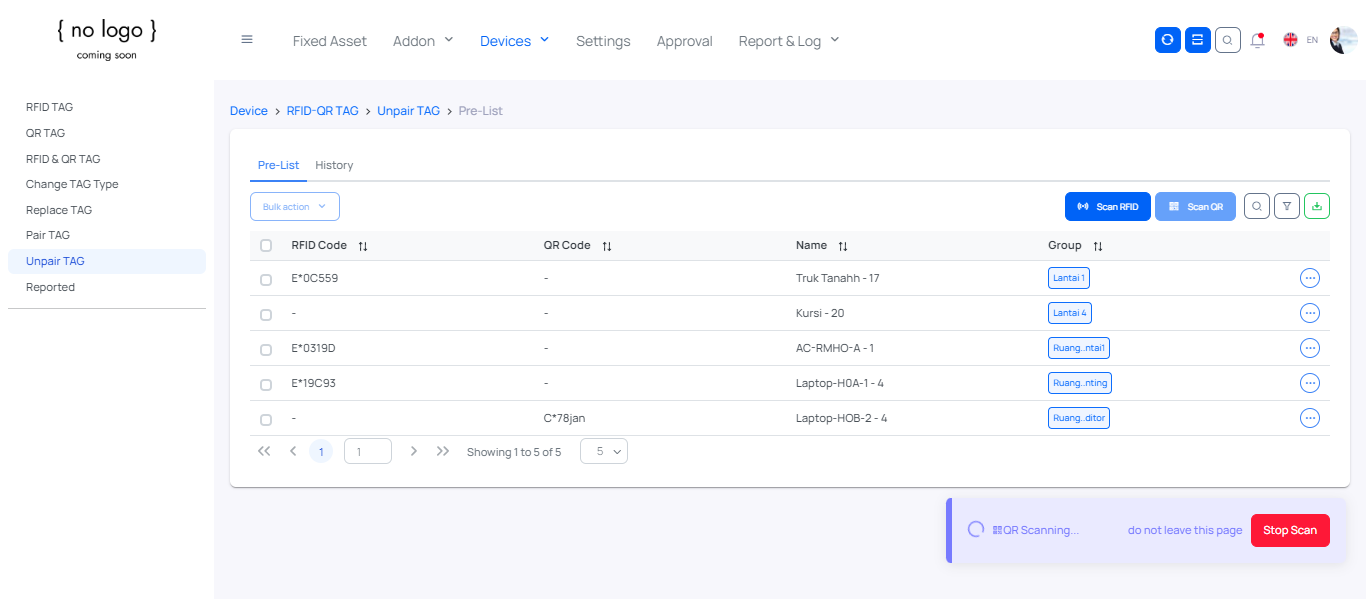 { no logo }
coming soon
Fixed Asset Addon Devices Settings Approval Report & Log EN
RFID TAG
QR TAG
RFID & QR TAG
Change TAG Type
Replace TAG
Pair TAG
Unpair TAG
Reported
Device > RFID-QR TAG > Unpair TAG > Pre-List
Pre-List History
Bulk action Scan RFID Scan QR
RFID Code QR Code Name Group
E*0C559 - Truk Tanahh - 17 Lantai 1
- - Kursi - 20 Lantai 4
E*0319D - AC-RMHO-A - 1 Ruang..ntai1
E*19C93 - Laptop-H0A-1 - 4 Ruang..nting
- C*78jan Laptop-HOB-2 - 4 Ruang..ditor
1 1 Showing 1 to 5 of 5 5
QR Scanning... do not leave this page Stop Scan